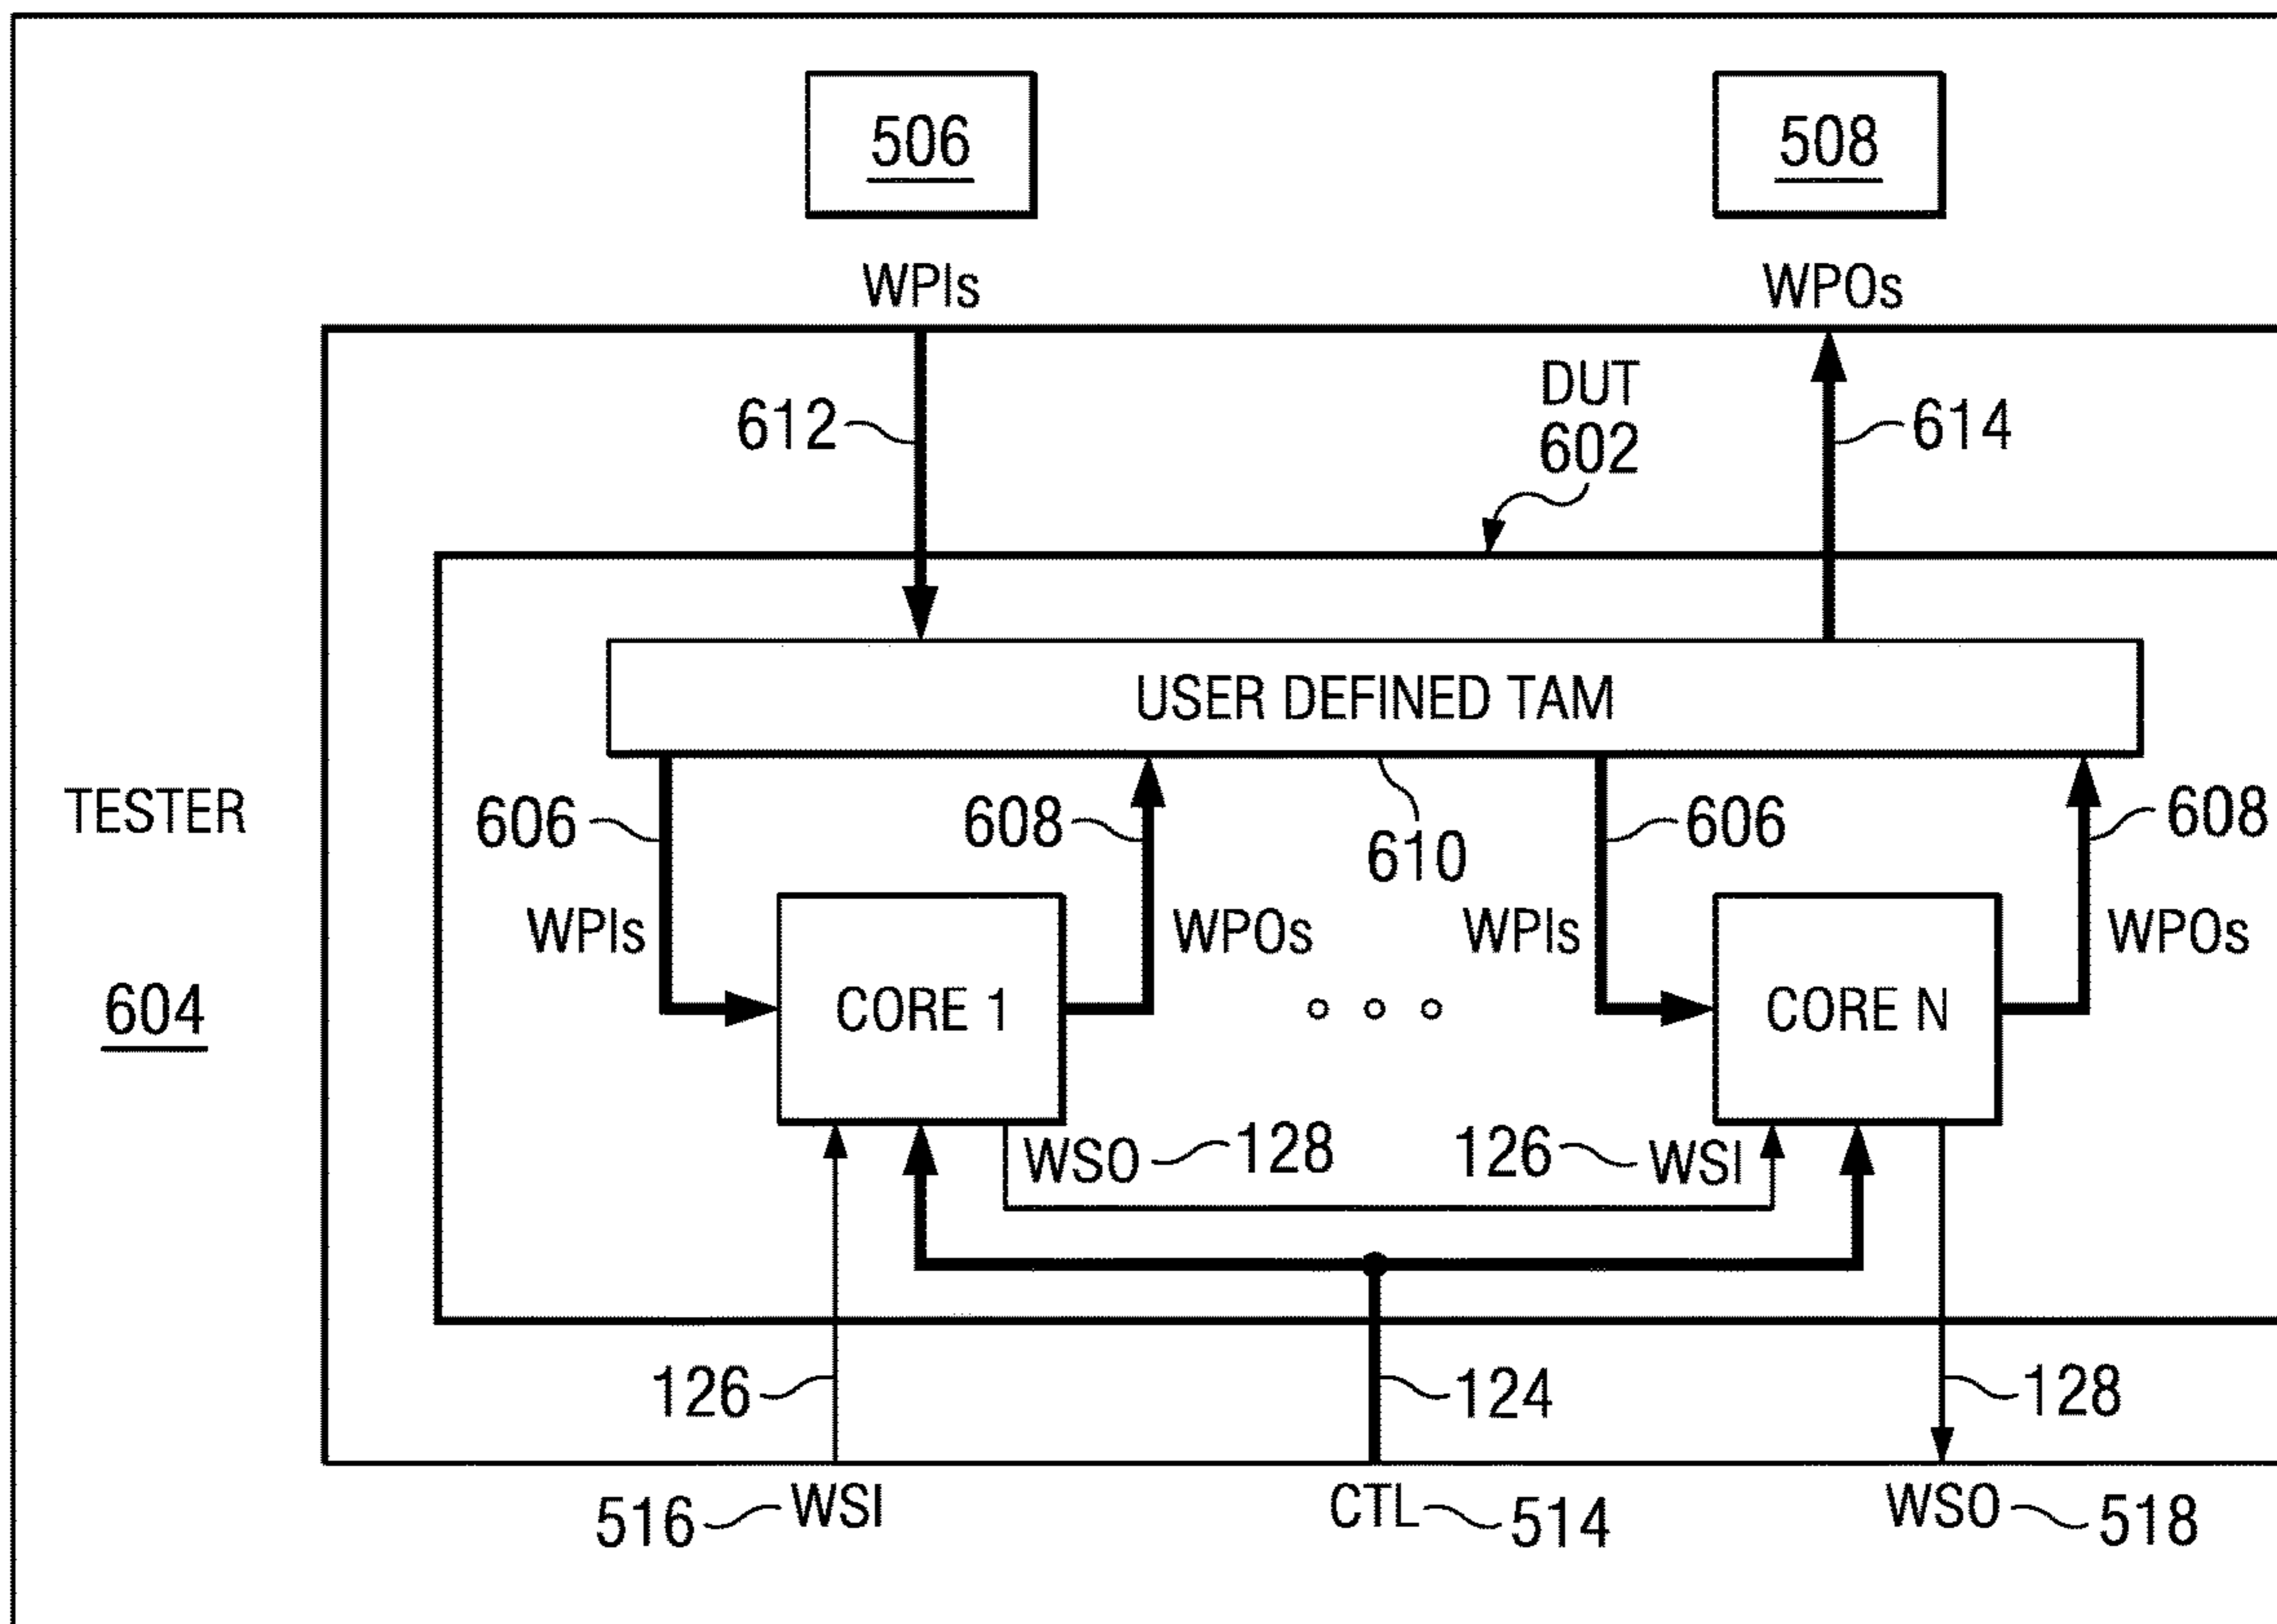 506 508
WPIs WPOs
DUT
612 602 614
USER DEFINED TAM
TESTER 606 608 610 606 608
WPIs WPOs WPIs WPOs
604 CORE 1 CORE N
WSO 128 126 WSI
126 124 128
516 WSI CTL 514 WSO 518